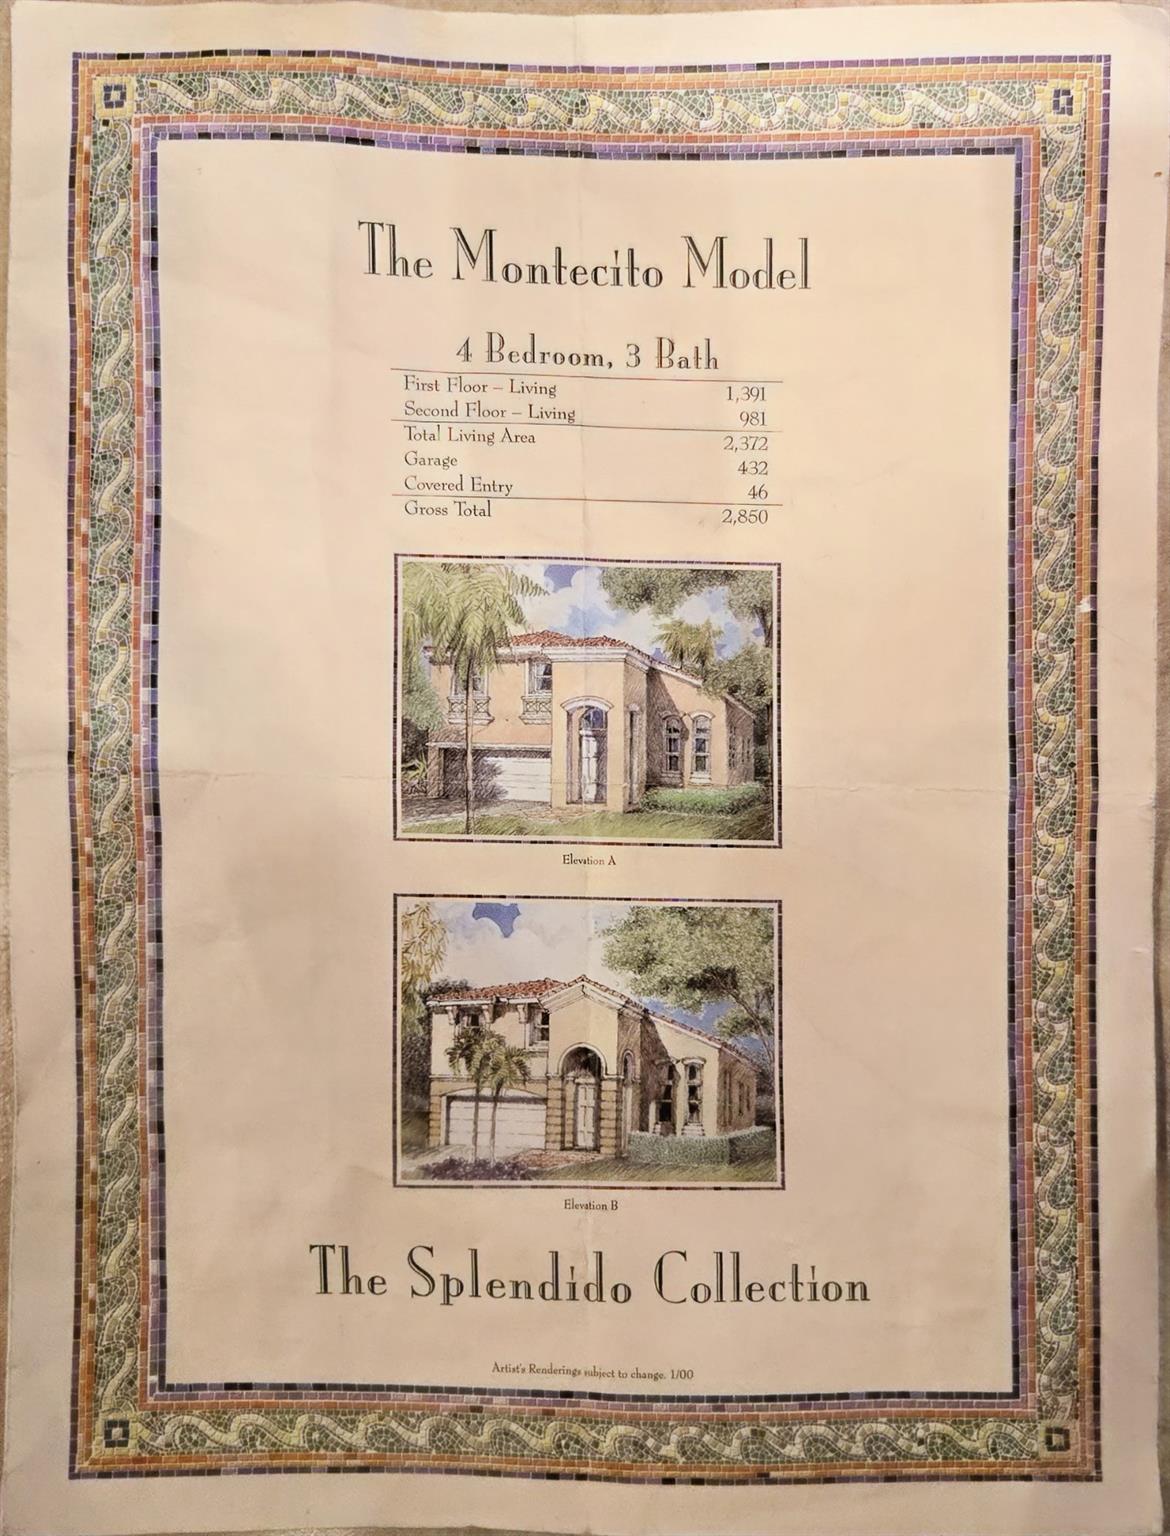 The Montecito Model
4 Bedroom, 3 Bath
First Floor – Living 1,391
Second Floor – Living 981
Total Living Area 2,372
Garage 432
Covered Entry 46
Gross Total 2,850
Elevation A
Elevation B
The Splendido Collection
Artist's Renderings subject to change. 1/00